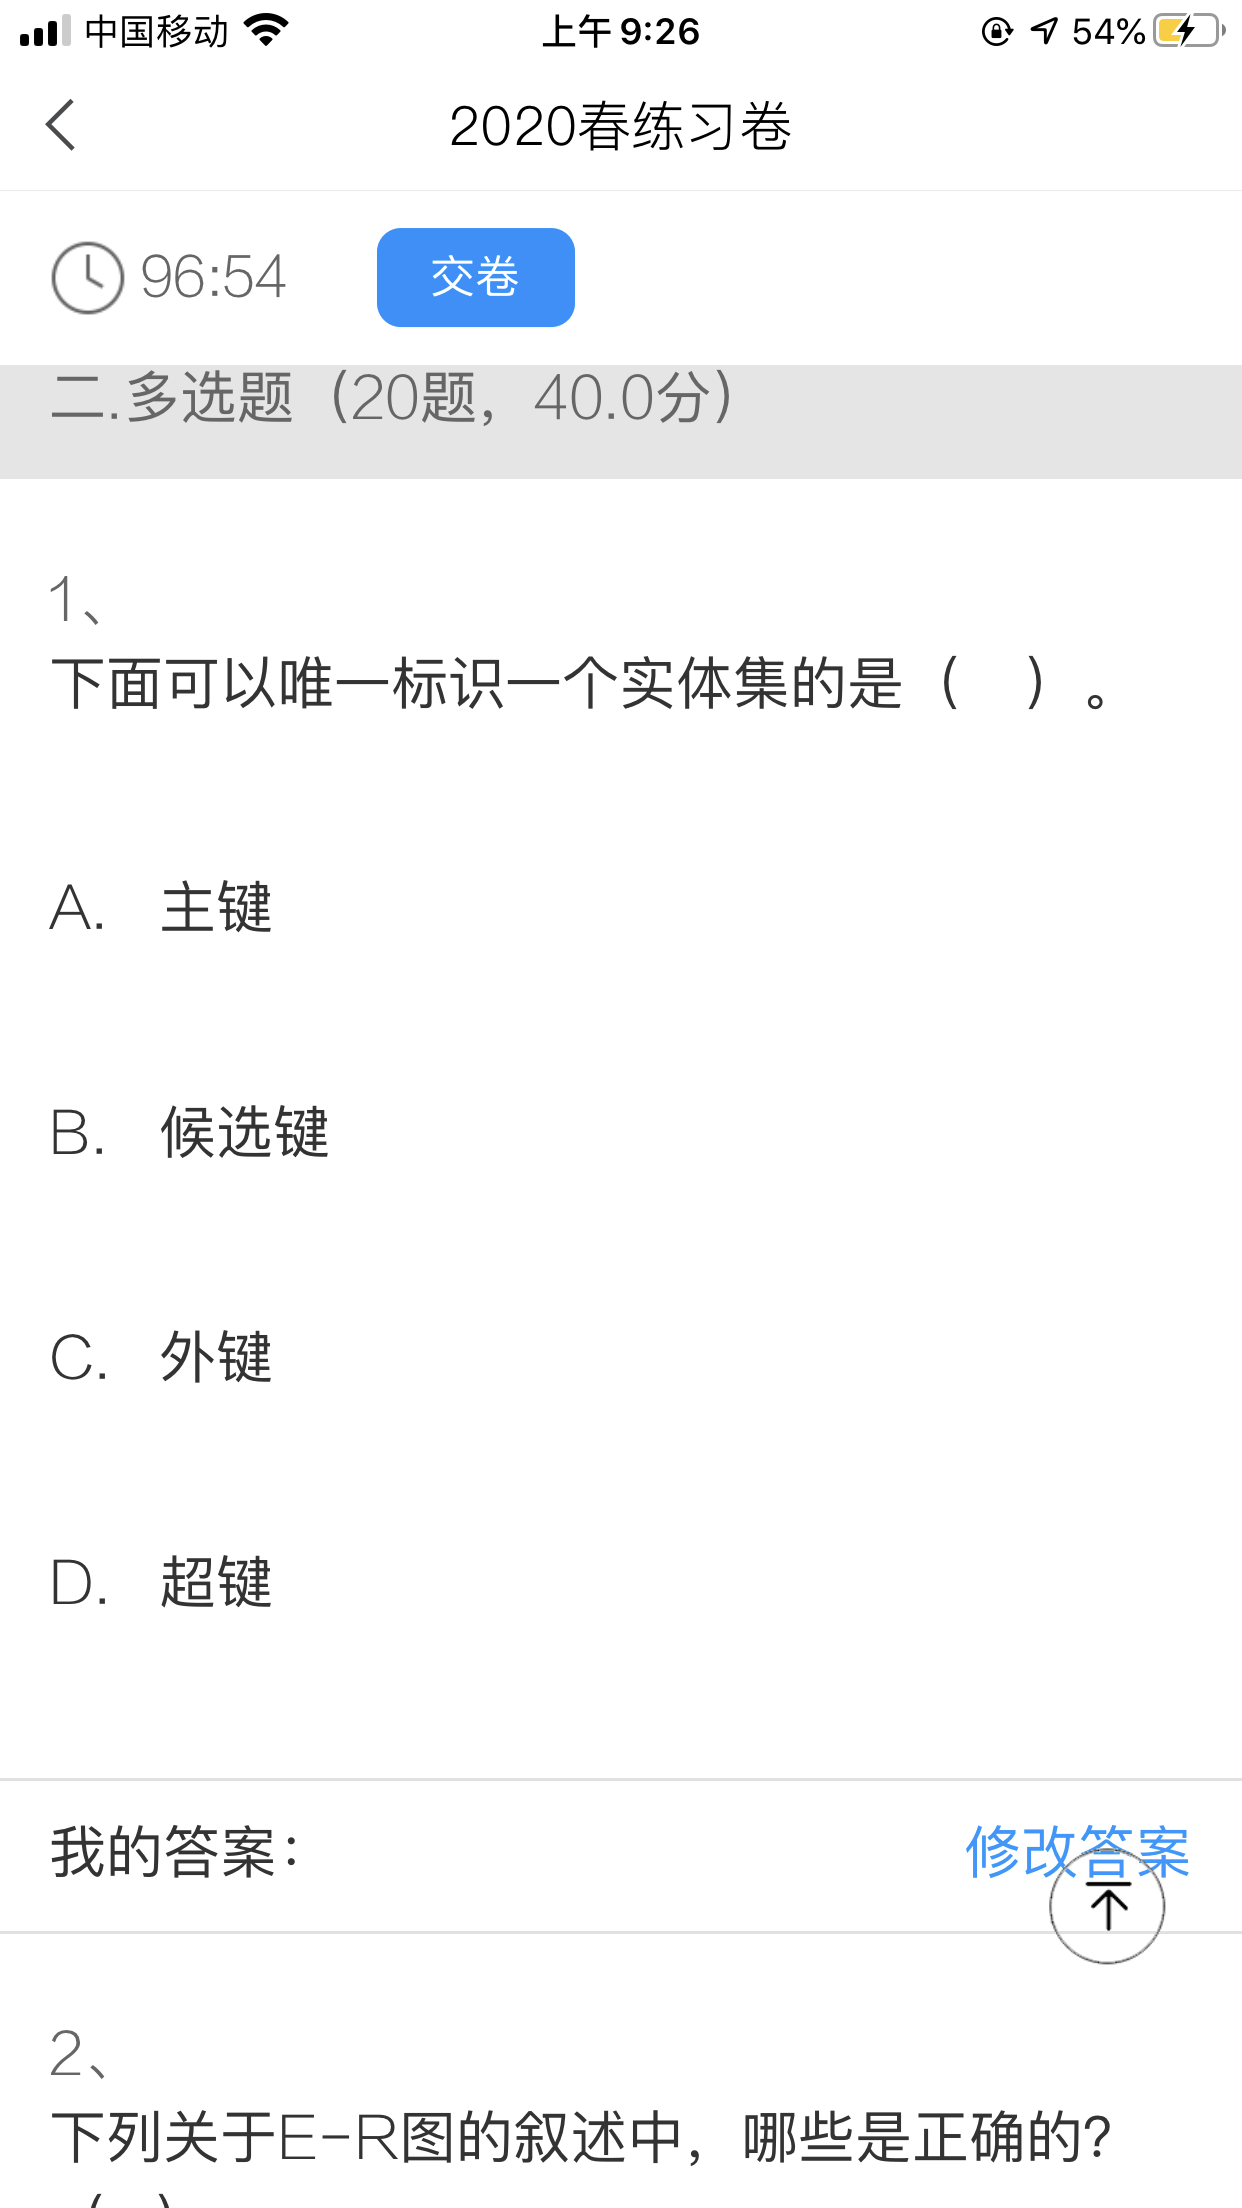 中国移动
上午 9:26
54%
2020春练习卷
96:54
交卷
二.多选题（20题，40.0分）
1、
下面可以唯一标识一个实体集的是（　）。
A. 主键
B. 候选键
C. 外键
D. 超键
我的答案：
修改答案
2、
下列关于E-R图的叙述中，哪些是正确的?
（ ）